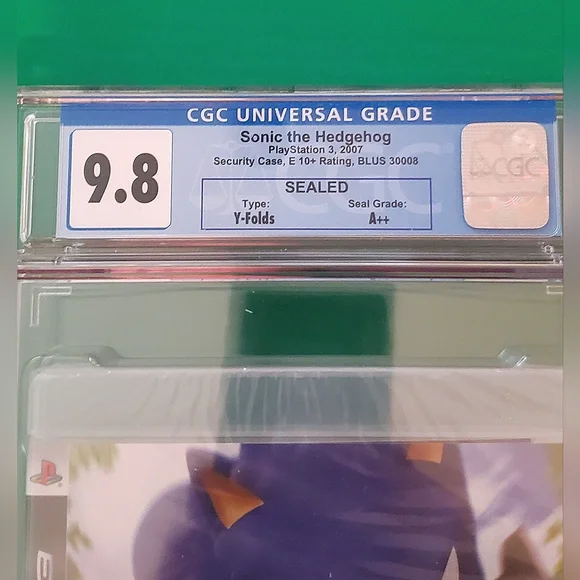 CGC UNIVERSAL GRADE
9.8
Sonic the Hedgehog
PlayStation 3, 2007
Security Case, E 10+ Rating, BLUS 30008
SEALED
Type: Seal Grade:
Y-Folds A++
CGC